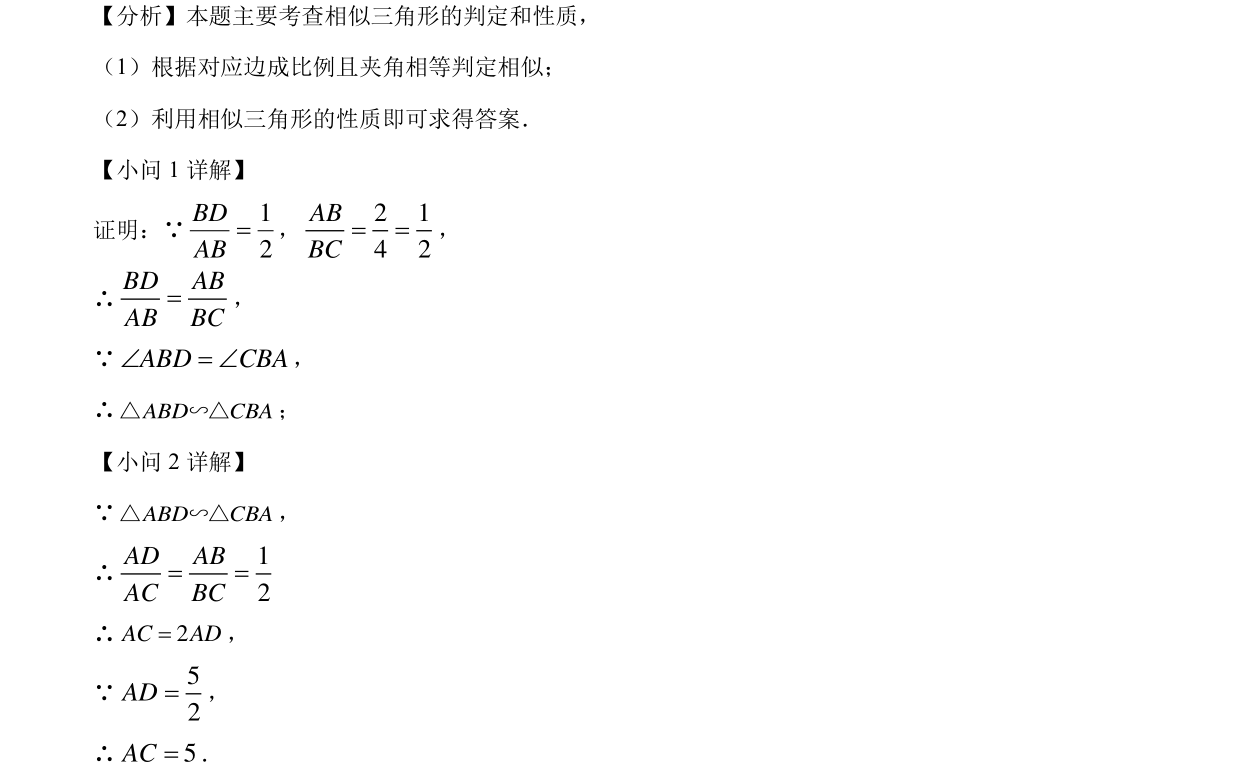 【分析】本题主要考查相似三角形的判定和性质，
（1）根据对应边成比例且夹角相等判定相似；
（2）利用相似三角形的性质即可求得答案．
【小问 1 详解】
证明：∵ BD/AB = 1/2， AB/BC = 2/4 = 1/2，
∴ BD/AB = AB/BC，
∵ ∠ABD = ∠CBA，
∴ △ABD∽△CBA；
【小问 2 详解】
∵ △ABD∽△CBA，
∴ AD/AC = AB/BC = 1/2
∴ AC = 2AD，
∵ AD = 5/2，
∴ AC = 5．